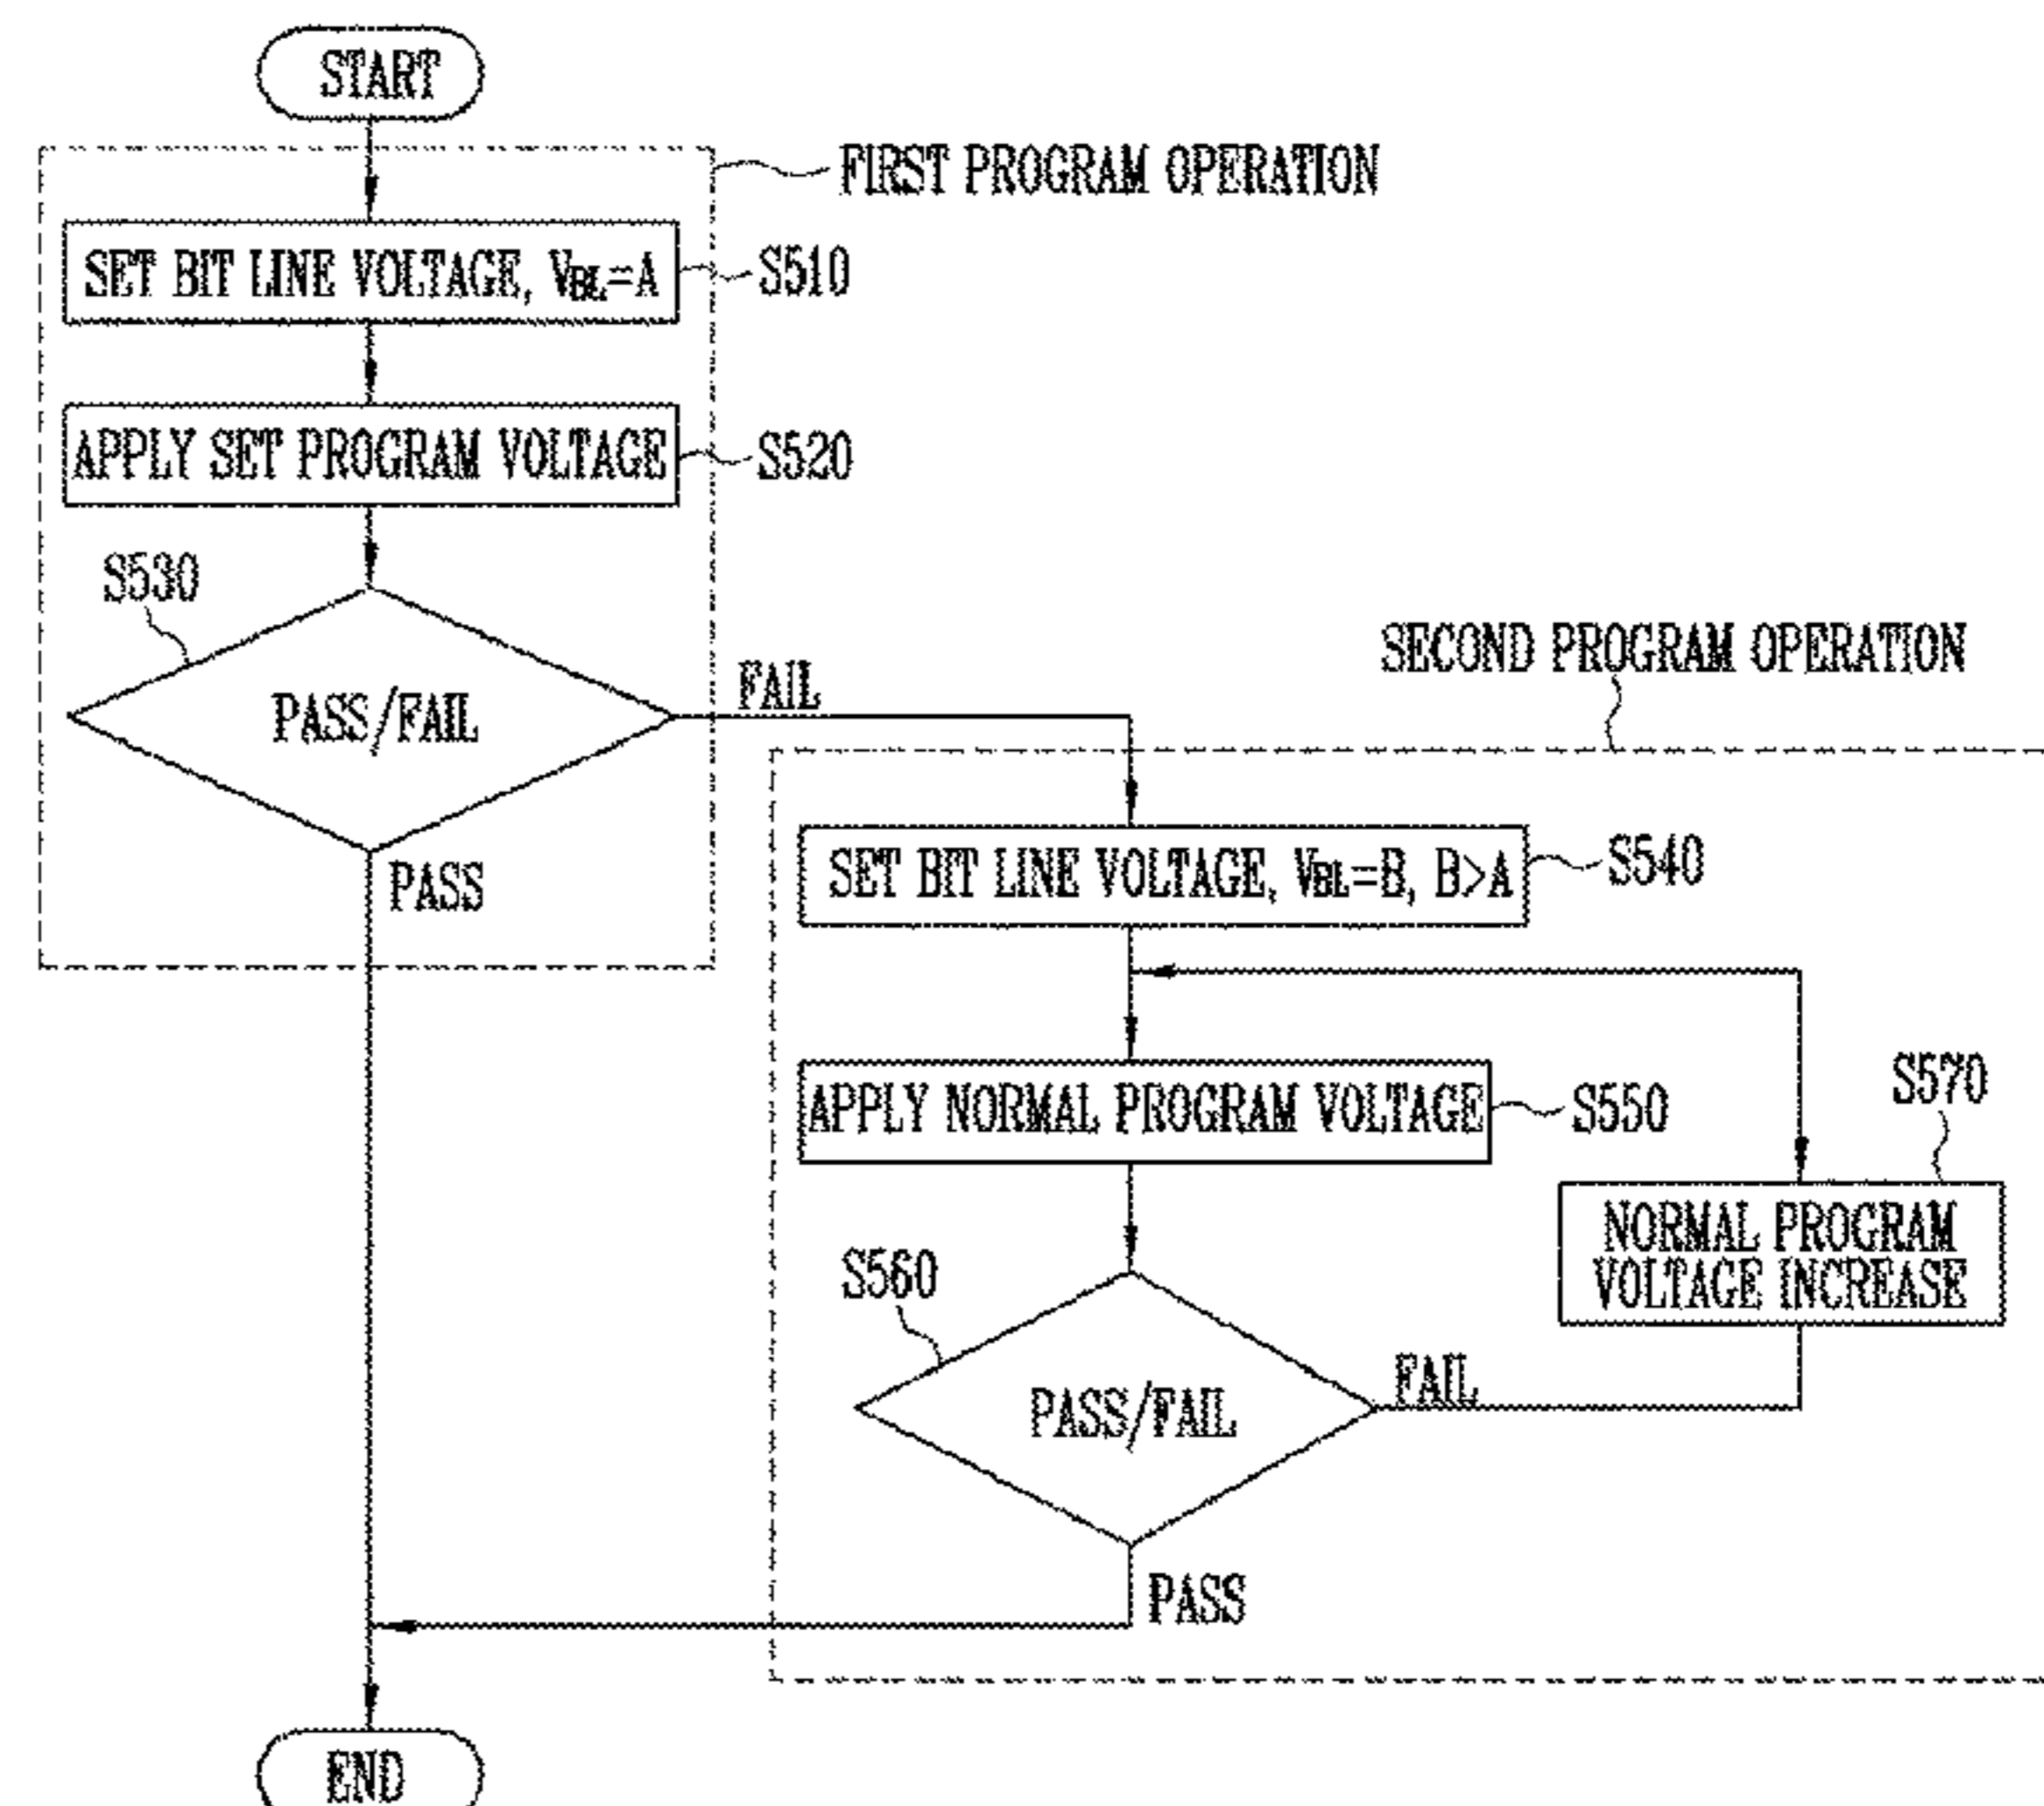 START
FIRST PROGRAM OPERATION
SET BIT LINE VOLTAGE, VBL=A
S510
APPLY SET PROGRAM VOLTAGE
S520
S530
PASS/FAIL
FAIL
PASS
SECOND PROGRAM OPERATION
SET BIT LINE VOLTAGE, VBL=B, B>A
S540
APPLY NORMAL PROGRAM VOLTAGE
S550
S570
NORMAL PROGRAM
VOLTAGE INCREASE
S560
PASS/FAIL
FAIL
PASS
END